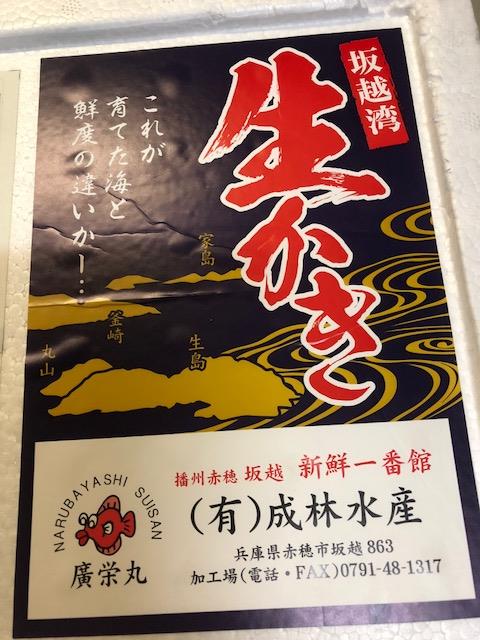 坂越湾
生かき
これが
育てた海と
鮮度の違いかー…
家島
釜崎
生島
丸山
NARUBAYASHI SUISAN
廣栄丸
播州赤穂 坂越 新鮮一番館
(有)成林水産
兵庫県赤穂市坂越863
加工場(電話・FAX)0791-48-1317